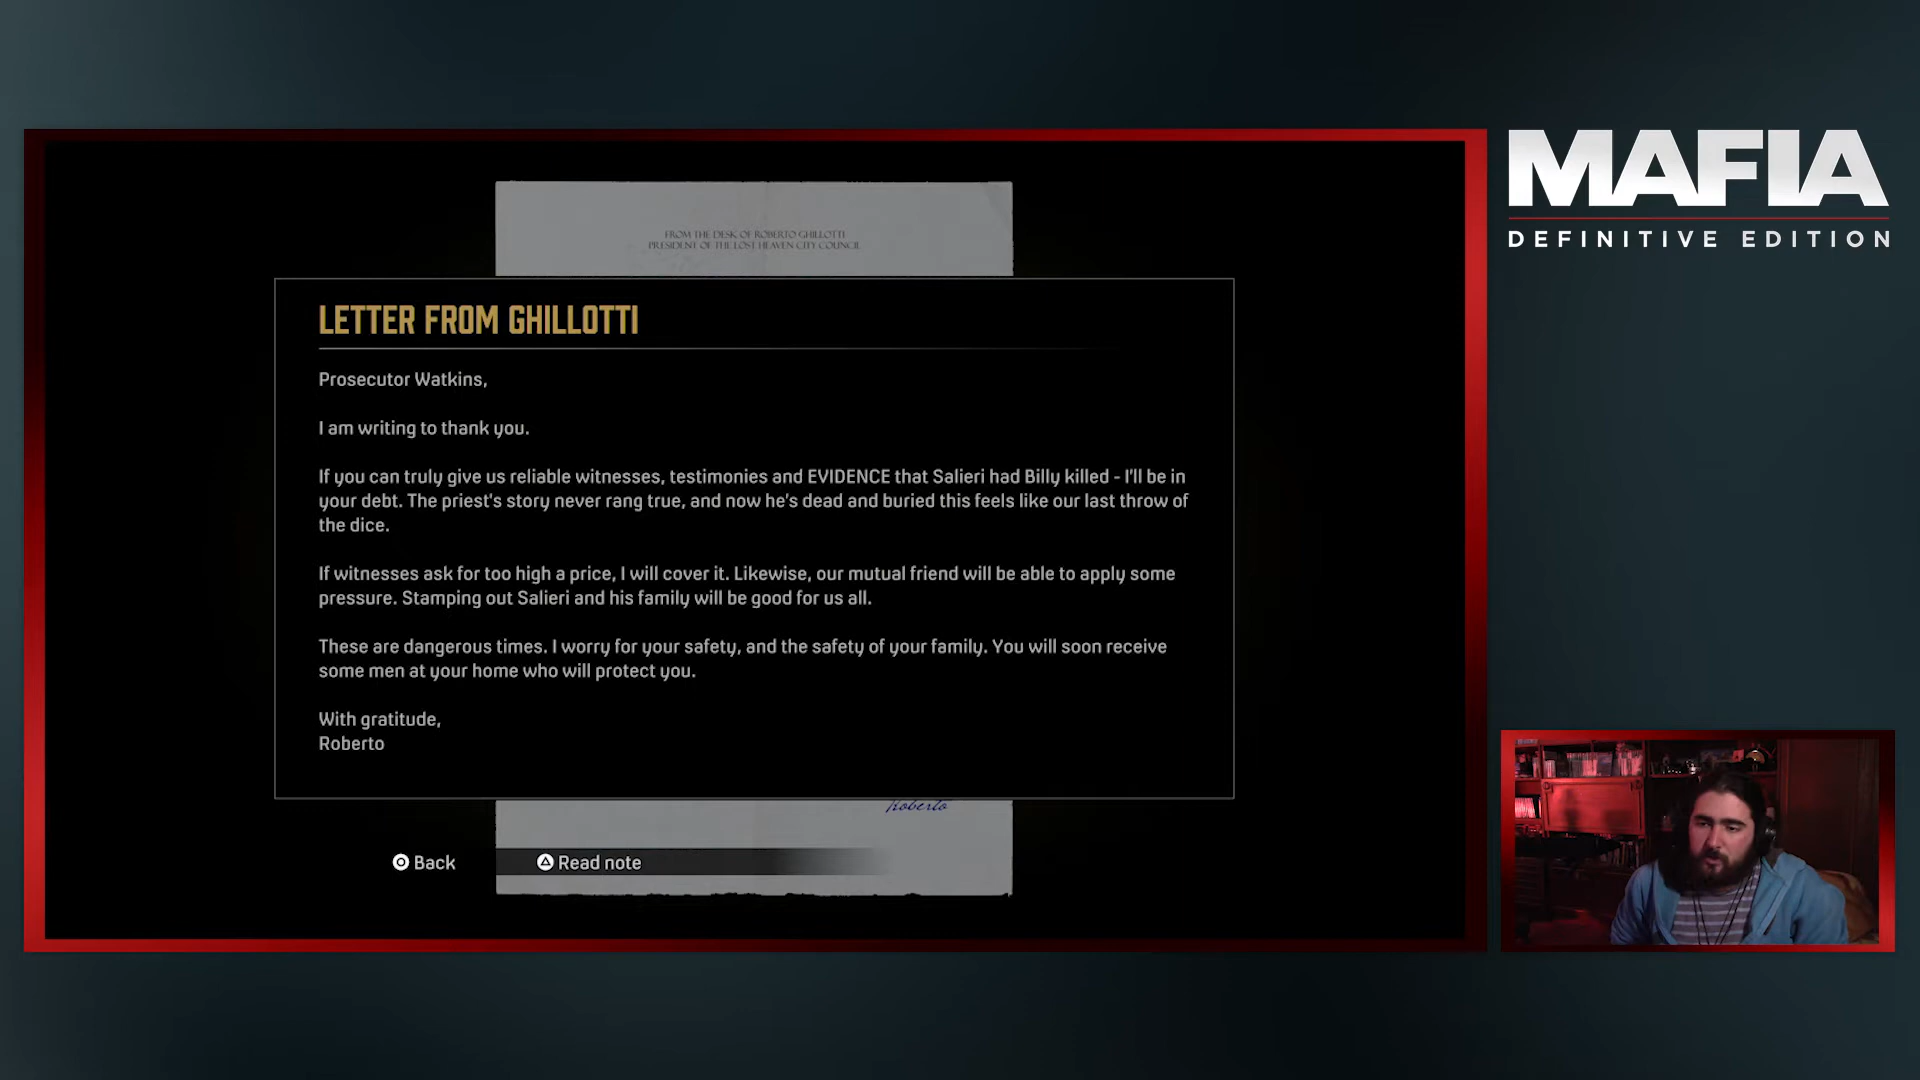 MAFIA
DEFINITIVE EDITION
FROM THE DESK OF ROBERTO GHILLOTTI
PRESIDENT OF THE LOST HEAVEN CITY COUNCIL
LETTER FROM GHILLOTTI
Prosecutor Watkins,
I am writing to thank you.
If you can truly give us reliable witnesses, testimonies and EVIDENCE that Salieri had Billy killed - I'll be in
your debt. The priest's story never rang true, and now he's dead and buried this feels like our last throw of
the dice.
If witnesses ask for too high a price, I will cover it. Likewise, our mutual friend will be able to apply some
pressure. Stamping out Salieri and his family will be good for us all.
These are dangerous times. I worry for your safety, and the safety of your family. You will soon receive
some men at your home who will protect you.
With gratitude,
Roberto
Roberto
Back
Read note